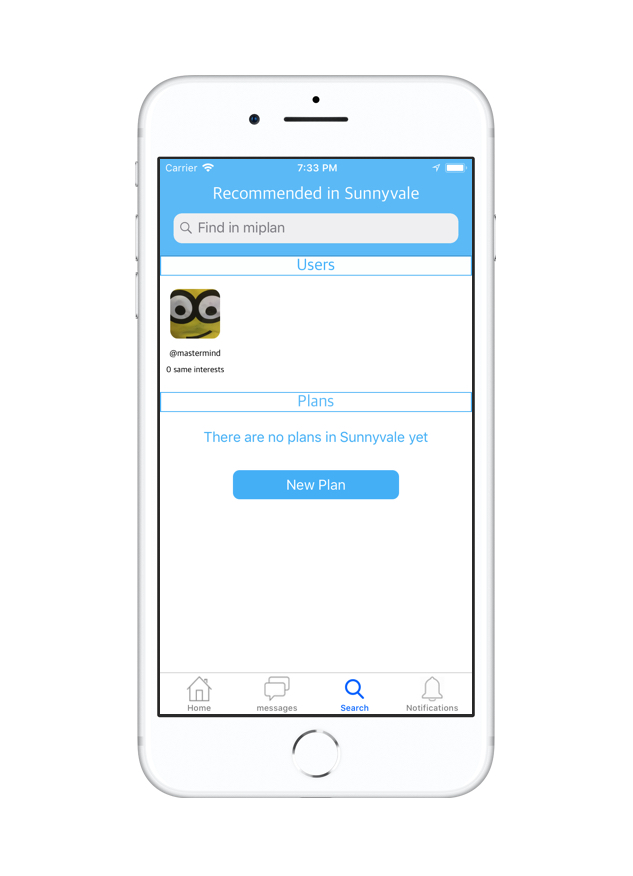 Carrier 7:33 PM
Recommended in Sunnyvale
Find in miplan
Users
@mastermind
0 same interests
Plans
There are no plans in Sunnyvale yet
New Plan
Home messages Search Notifications